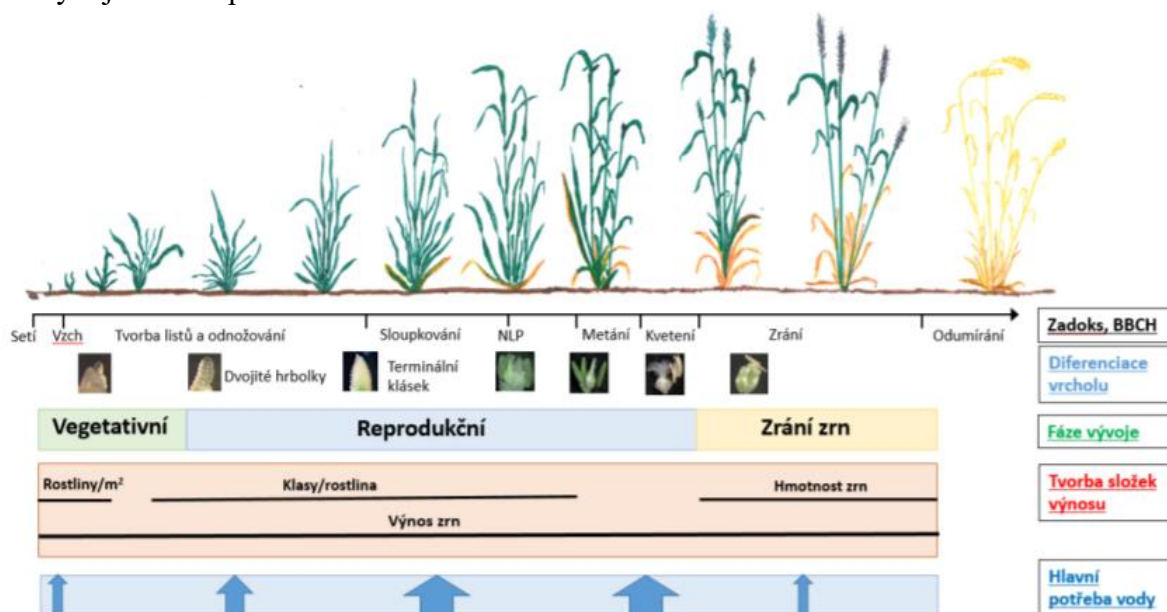 Setí Vzch Tvorba listů a odnožování Sloupkování NLP Metání Kvetení Zrání Odumírání
Zadoks, BBCH
Dvojité hrbolky
Terminální
klásek
Diferenciace
vrcholu
Vegetativní Reprodukční Zrání zrn
Fáze vývoje
Rostliny/m² Klasy/rostlina Hmotnost zrn
Výnos zrn
Tvorba složek
výnosu
Hlavní
potřeba vody